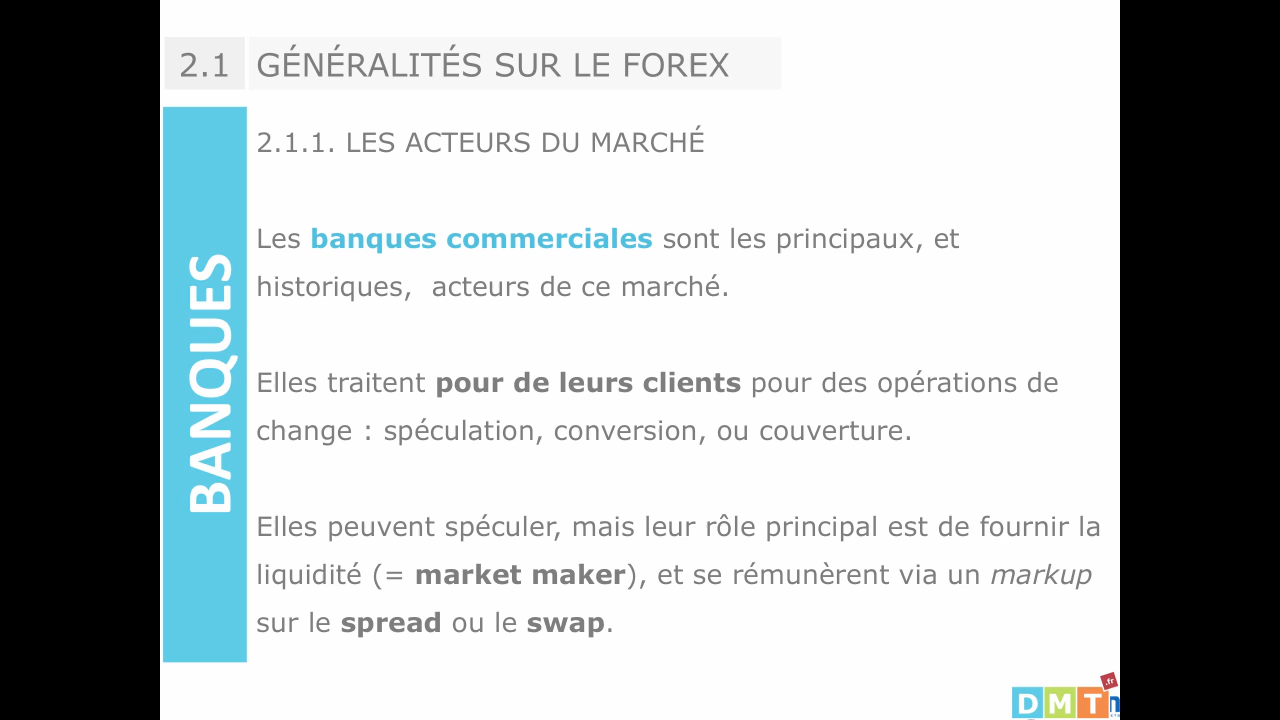 2.1 GÉNÉRALITÉS SUR LE FOREX
BANQUES
2.1.1. LES ACTEURS DU MARCHÉ
Les banques commerciales sont les principaux, et
historiques, acteurs de ce marché.
Elles traitent pour de leurs clients pour des opérations de
change : spéculation, conversion, ou couverture.
Elles peuvent spéculer, mais leur rôle principal est de fournir la
liquidité (= market maker), et se rémunèrent via un markup
sur le spread ou le swap.
.fr
DMT